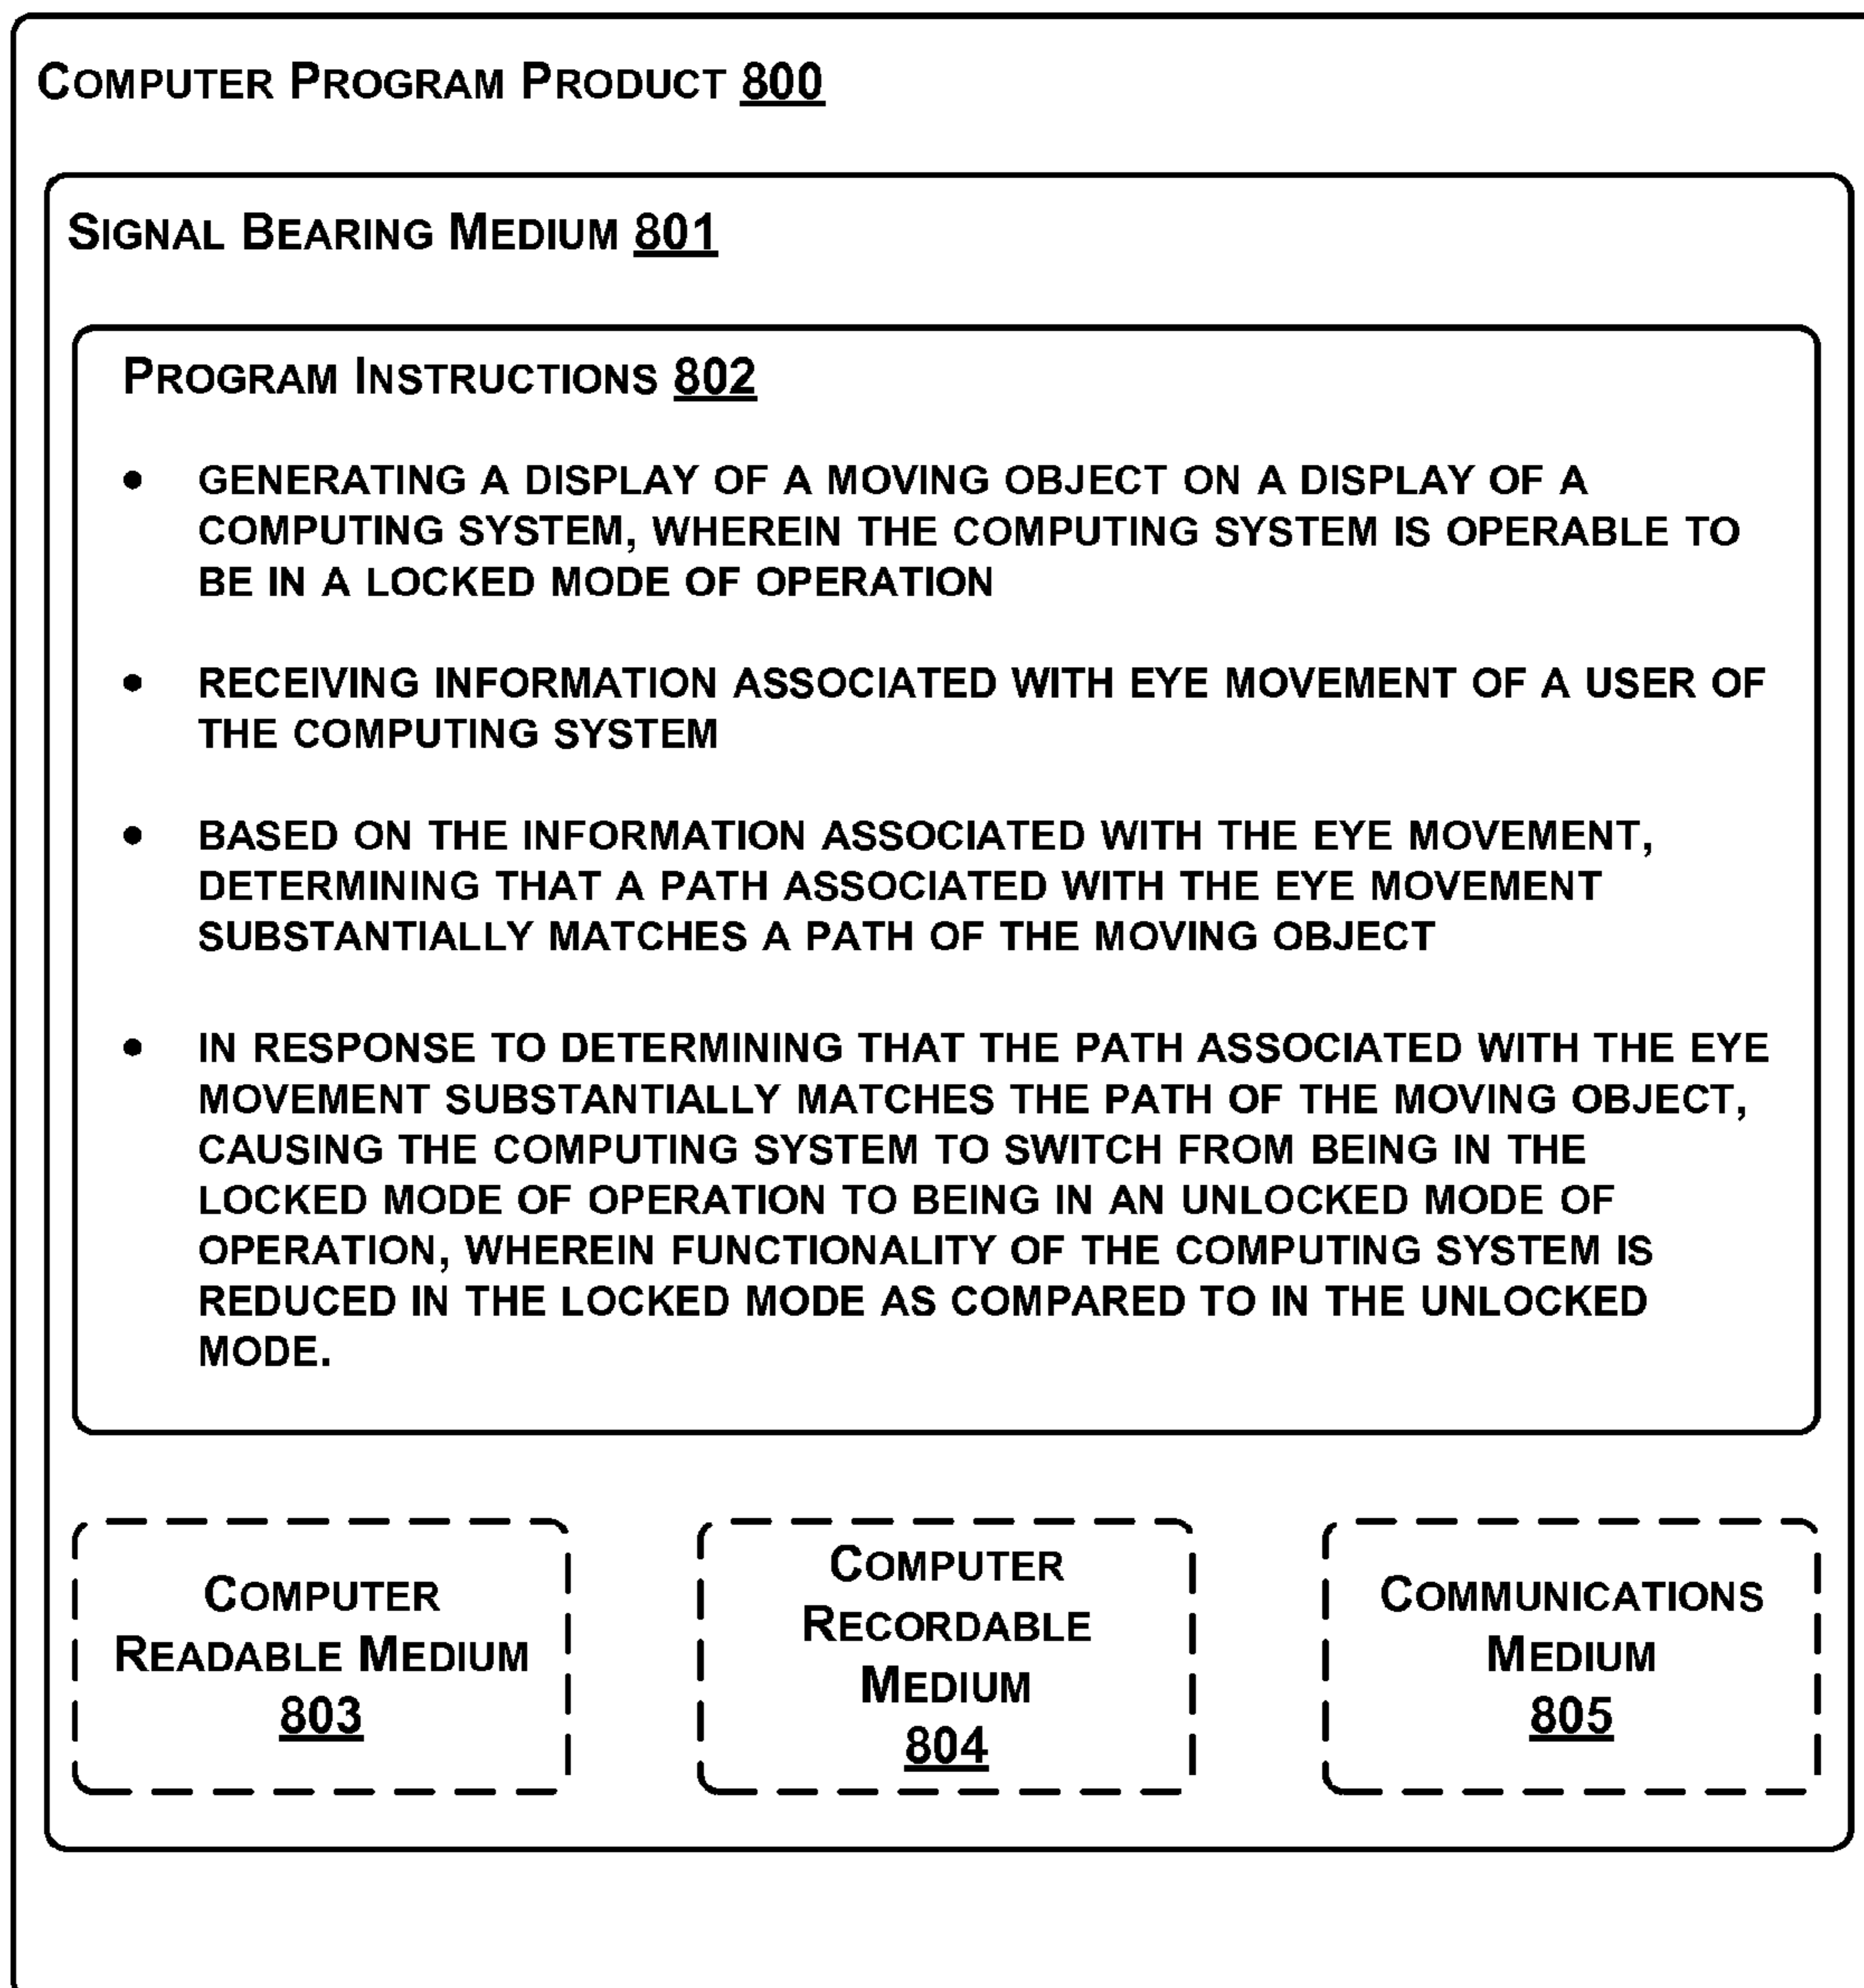 COMPUTER PROGRAM PRODUCT 800
SIGNAL BEARING MEDIUM 801
PROGRAM INSTRUCTIONS 802
• GENERATING A DISPLAY OF A MOVING OBJECT ON A DISPLAY OF A
COMPUTING SYSTEM, WHEREIN THE COMPUTING SYSTEM IS OPERABLE TO
BE IN A LOCKED MODE OF OPERATION
• RECEIVING INFORMATION ASSOCIATED WITH EYE MOVEMENT OF A USER OF
THE COMPUTING SYSTEM
• BASED ON THE INFORMATION ASSOCIATED WITH THE EYE MOVEMENT,
DETERMINING THAT A PATH ASSOCIATED WITH THE EYE MOVEMENT
SUBSTANTIALLY MATCHES A PATH OF THE MOVING OBJECT
• IN RESPONSE TO DETERMINING THAT THE PATH ASSOCIATED WITH THE EYE
MOVEMENT SUBSTANTIALLY MATCHES THE PATH OF THE MOVING OBJECT,
CAUSING THE COMPUTING SYSTEM TO SWITCH FROM BEING IN THE
LOCKED MODE OF OPERATION TO BEING IN AN UNLOCKED MODE OF
OPERATION, WHEREIN FUNCTIONALITY OF THE COMPUTING SYSTEM IS
REDUCED IN THE LOCKED MODE AS COMPARED TO IN THE UNLOCKED
MODE.
COMPUTER
READABLE MEDIUM
803
COMPUTER
RECORDABLE
MEDIUM
804
COMMUNICATIONS
MEDIUM
805